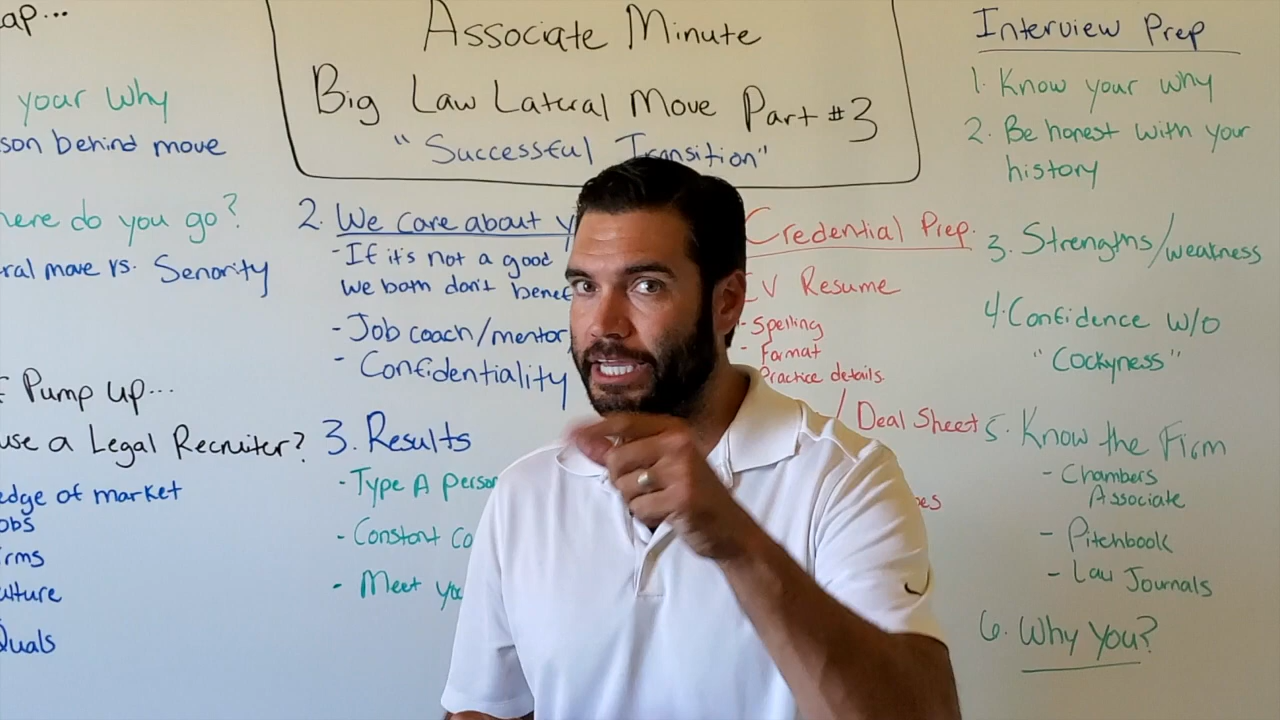 ap...
your Why
son behind move
here do you go?
ral move vs. Senority
Pump up...
use a Legal Recruiter?
edge of market
obs
irms
ulture
Quals
Associate Minute
Big Law Lateral Move Part #3
"Successful Transition"
2. We care about y
- If it's not a good
we both don't bene
- Job coach/mentor
- Confidentiality
3. Results
- Type A person
- Constant Co
- Meet you
Credential Prep.
CV Resume
- Spelling
- Format
Practice details
/ Deal Sheet
es
Interview Prep
1. Know your why
2. Be honest with your
history
3. Strengths/weakness
4. Confidence w/o
"Cockyness"
5. Know the Firm
- Chambers
Associate
- Pitchbook
- Law Journals
6. Why You?